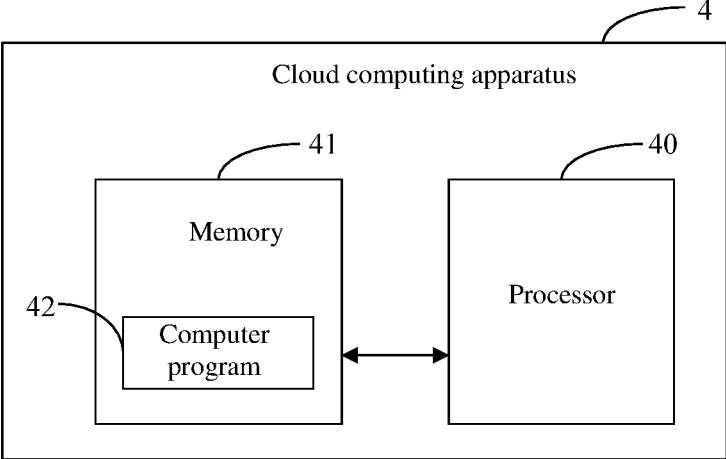 4
Cloud computing apparatus
41
40
Memory
Processor
42
Computer
program